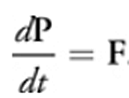 dP/dt = F.